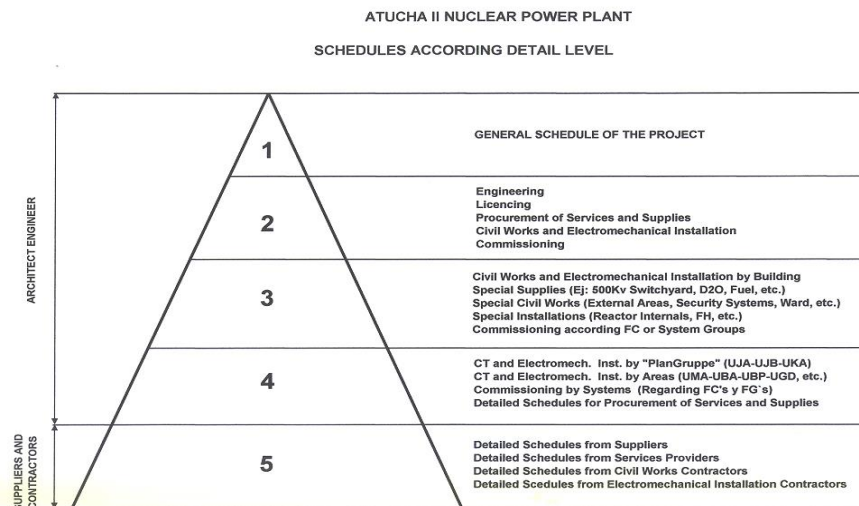 ATUCHA II NUCLEAR POWER PLANT
SCHEDULES ACCORDING DETAIL LEVEL
ARCHITECT ENGINEER
1
GENERAL SCHEDULE OF THE PROJECT
2
Engineering
Licencing
Procurement of Services and Supplies
Civil Works and Electromechanical Installation
Commissioning
3
Civil Works and Electromechanical Installation by Building
Special Supplies (Ej: 500Kv Switchyard, D2O, Fuel, etc.)
Special Civil Works (External Areas, Security Systems, Ward, etc.)
Special Installations (Reactor Internals, FH, etc.)
Commissioning according FC or System Groups
4
CT and Electromech. Inst. by "PlanGruppe" (UJA-UJB-UKA)
CT and Electromech. Inst. by Areas (UMA-UBA-UBP-UGD, etc.)
Commissioning by Systems (Regarding FC's y FG`s)
Detailed Schedules for Procurement of Services and Supplies
SUPPLIERS AND
CONTRACTORS
5
Detailed Schedules from Suppliers
Detailed Schedules from Services Providers
Detailed Schedules from Civil Works Contractors
Detailed Scedules from Electromechanical Installation Contractors